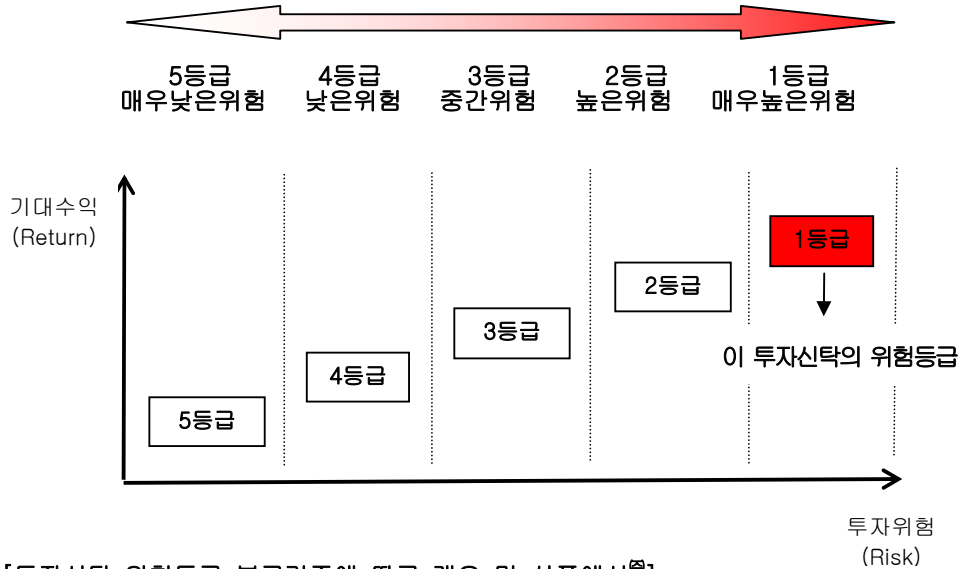 5등급 4등급 3등급 2등급 1등급
매우낮은위험 낮은위험 중간위험 높은위험 매우높은위험
기대수익
(Return)
1등급
2등급
3등급
이 투자신탁의 위험등급
4등급
5등급
투자위험
(Risk)